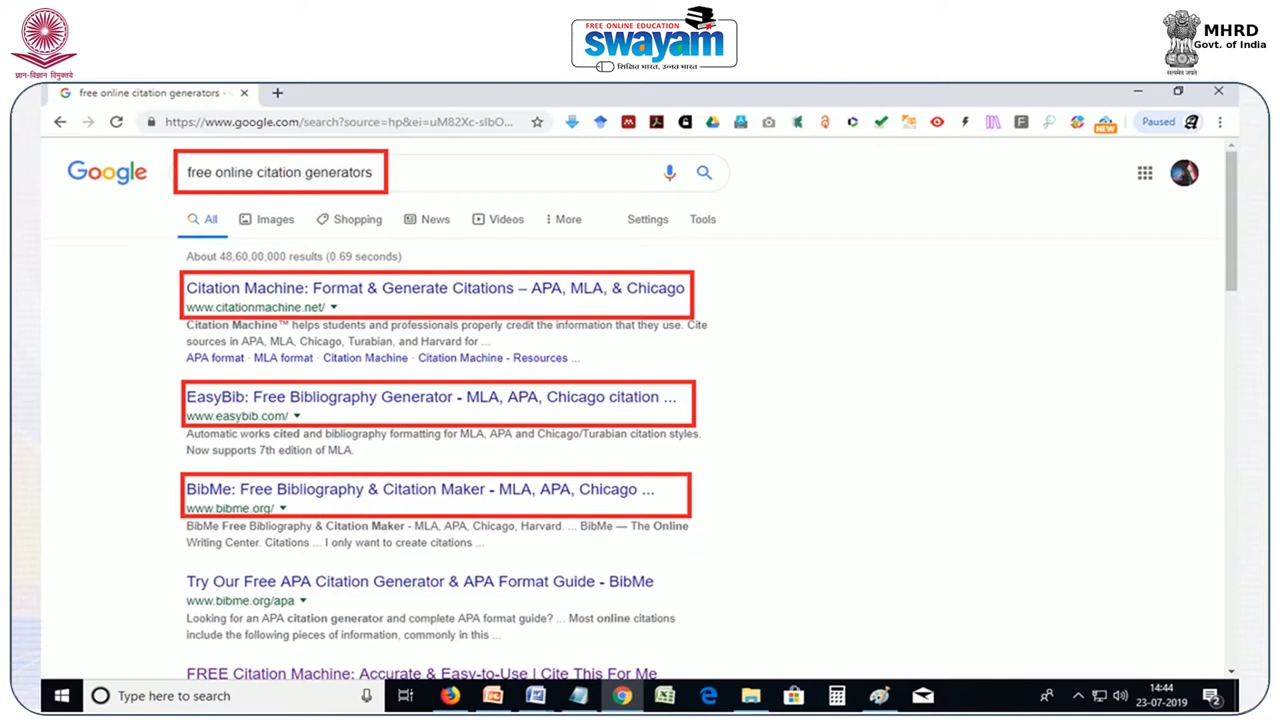 ज्ञान-विज्ञान विमुक्तये
FREE ONLINE EDUCATION
swayam
शिक्षित भारत, उन्नत भारत
सत्यमेव जयते
MHRD
Govt. of India
free online citation generators -
https://www.google.com/search?source=hp&ei=uM82Xc-slbO...
NEW
Paused
Google
free online citation generators
All Images Shopping News Videos More Settings Tools
About 48,60,00,000 results (0.69 seconds)
Citation Machine: Format & Generate Citations – APA, MLA, & Chicago
www.citationmachine.net/
Citation Machine™ helps students and professionals properly credit the information that they use. Cite
sources in APA, MLA, Chicago, Turabian, and Harvard for ...
APA format · MLA format · Citation Machine · Citation Machine - Resources ...
EasyBib: Free Bibliography Generator - MLA, APA, Chicago citation ...
www.easybib.com/
Automatic works cited and bibliography formatting for MLA, APA and Chicago/Turabian citation styles.
Now supports 7th edition of MLA.
BibMe: Free Bibliography & Citation Maker - MLA, APA, Chicago ...
www.bibme.org/
BibMe Free Bibliography & Citation Maker - MLA, APA, Chicago, Harvard. ... BibMe — The Online
Writing Center. Citations ... I only want to create citations ...
Try Our Free APA Citation Generator & APA Format Guide - BibMe
www.bibme.org/apa
Looking for an APA citation generator and complete APA format guide? ... Most online citations
include the following pieces of information, commonly in this ...
FREE Citation Machine: Accurate & Easy-to-Use | Cite This For Me
Type here to search
14:44
23-07-2019
2